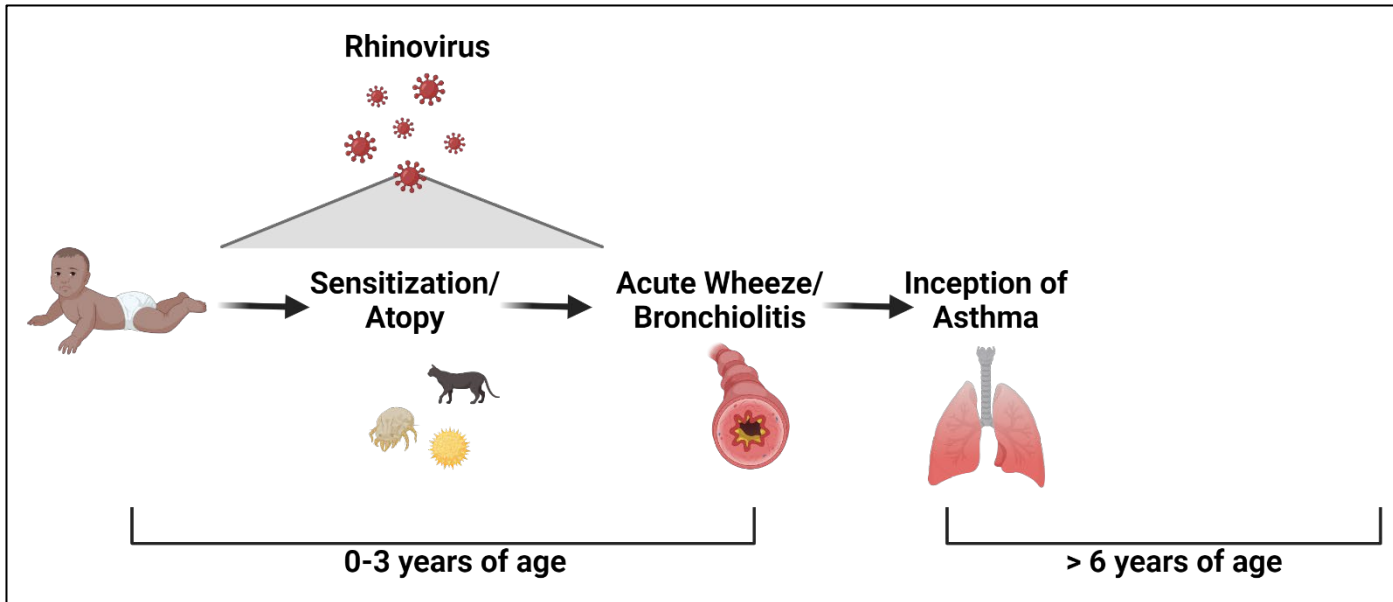 Rhinovirus
Sensitization/
Atopy
Acute Wheeze/
Bronchiolitis
Inception of
Asthma
0-3 years of age
> 6 years of age